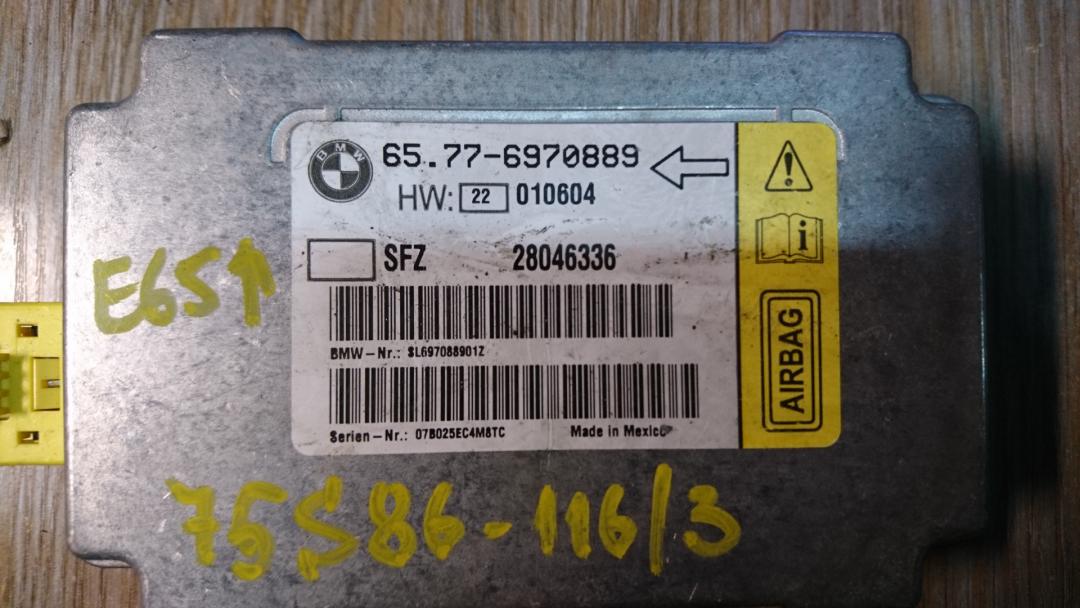 BMW
65.77-6970889
HW: 22 010604
SFZ 28046336
BMW-Nr.: SL697088901Z
Serien-Nr.: 07B025EC4M8TC Made in Mexico
i
AIRBAG
E65↑
75S86-116/3